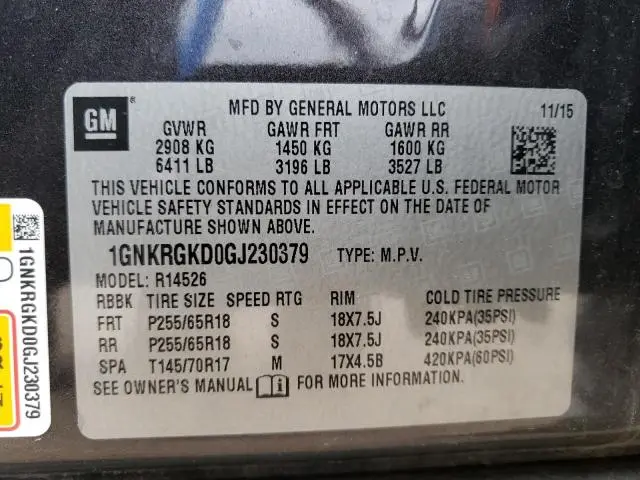 GM
®
MFD BY GENERAL MOTORS LLC
11/15
GVWR GAWR FRT GAWR RR
2908 KG 1450 KG 1600 KG
6411 LB 3196 LB 3527 LB
THIS VEHICLE CONFORMS TO ALL APPLICABLE U.S. FEDERAL MOTOR
VEHICLE SAFETY STANDARDS IN EFFECT ON THE DATE OF
MANUFACTURE SHOWN ABOVE.
1GNKRGKD0GJ230379 TYPE: M.P.V.
MODEL: R14526
RBBK TIRE SIZE SPEED RTG RIM COLD TIRE PRESSURE
FRT P255/65R18 S 18X7.5J 240KPA(35PSI)
RR P255/65R18 S 18X7.5J 240KPA(35PSI)
SPA T145/70R17 M 17X4.5B 420KPA(60PSI)
SEE OWNER'S MANUAL i FOR MORE INFORMATION.
1GNKRGKD0GJ230379